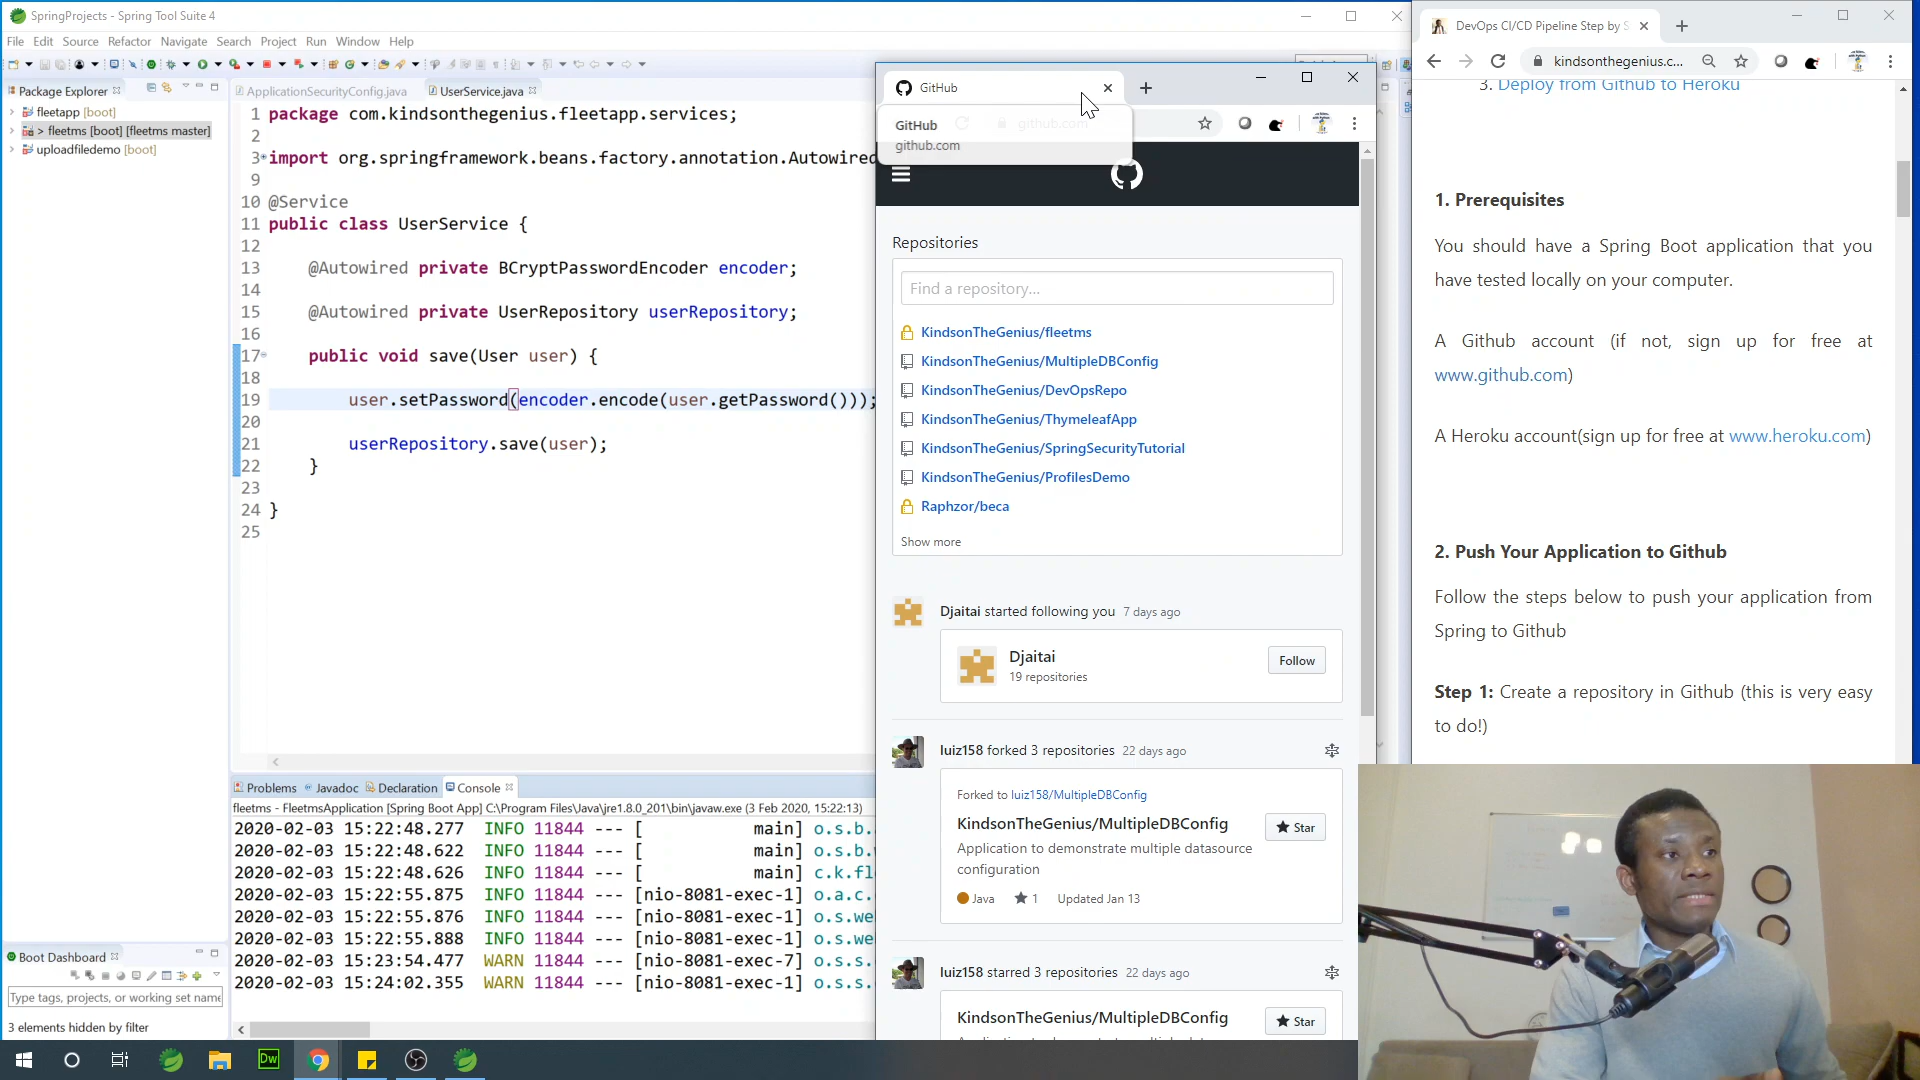 SpringProjects - Spring Tool Suite 4
File Edit Source Refactor Navigate Search Project Run Window Help
Package Explorer
fleetapp [boot]
> fleetms [boot] [fleetms master]
uploadfiledemo [boot]
ApplicationSecurityConfig.java
UserService.java
1 package com.kindsonthegenius.fleetapp.services;
2
3 import org.springframework.beans.factory.annotation.Autowired
9
10 @Service
11 public class UserService {
12
13 @Autowired private BCryptPasswordEncoder encoder;
14
15 @Autowired private UserRepository userRepository;
16
17 public void save(User user) {
18
19 user.setPassword(encoder.encode(user.getPassword()));
20
21 userRepository.save(user);
22 }
23
24 }
25
Problems Javadoc Declaration Console
fleetms - FleetmsApplication [Spring Boot App] C:\Program Files\Java\jre1.8.0_201\bin\javaw.exe (3 Feb 2020, 15:22:13)
2020-02-03 15:22:48.277 INFO 11844 --- [ main] o.s.b.
2020-02-03 15:22:48.622 INFO 11844 --- [ main] o.s.b.
2020-02-03 15:22:48.626 INFO 11844 --- [ main] c.k.fl
2020-02-03 15:22:55.875 INFO 11844 --- [nio-8081-exec-1] o.a.c.
2020-02-03 15:22:55.876 INFO 11844 --- [nio-8081-exec-1] o.s.we
2020-02-03 15:22:55.888 INFO 11844 --- [nio-8081-exec-1] o.s.we
2020-02-03 15:23:54.477 WARN 11844 --- [nio-8081-exec-7] o.s.s.
2020-02-03 15:24:02.355 WARN 11844 --- [nio-8081-exec-1] o.s.s.
Boot Dashboard
Type tags, projects, or working set name
3 elements hidden by filter
Dw
GitHub
GitHub
github.com
github.com
Repositories
Find a repository...
KindsonTheGenius/fleetms
KindsonTheGenius/MultipleDBConfig
KindsonTheGenius/DevOpsRepo
KindsonTheGenius/ThymeleafApp
KindsonTheGenius/SpringSecurityTutorial
KindsonTheGenius/ProfilesDemo
Raphzor/beca
Show more
Djaitai started following you 7 days ago
Djaitai
19 repositories
Follow
luiz158 forked 3 repositories 22 days ago
Forked to luiz158/MultipleDBConfig
KindsonTheGenius/MultipleDBConfig
Star
Application to demonstrate multiple datasource
configuration
Java 1 Updated Jan 13
luiz158 starred 3 repositories 22 days ago
KindsonTheGenius/MultipleDBConfig
Star
DevOps CI/CD Pipeline Step by S
kindsonthegenius.c...
3. Deploy from Github to Heroku
1. Prerequisites
You should have a Spring Boot application that you
have tested locally on your computer.
A Github account (if not, sign up for free at
www.github.com)
A Heroku account(sign up for free at www.heroku.com)
2. Push Your Application to Github
Follow the steps below to push your application from
Spring to Github
Step 1: Create a repository in Github (this is very easy
to do!)